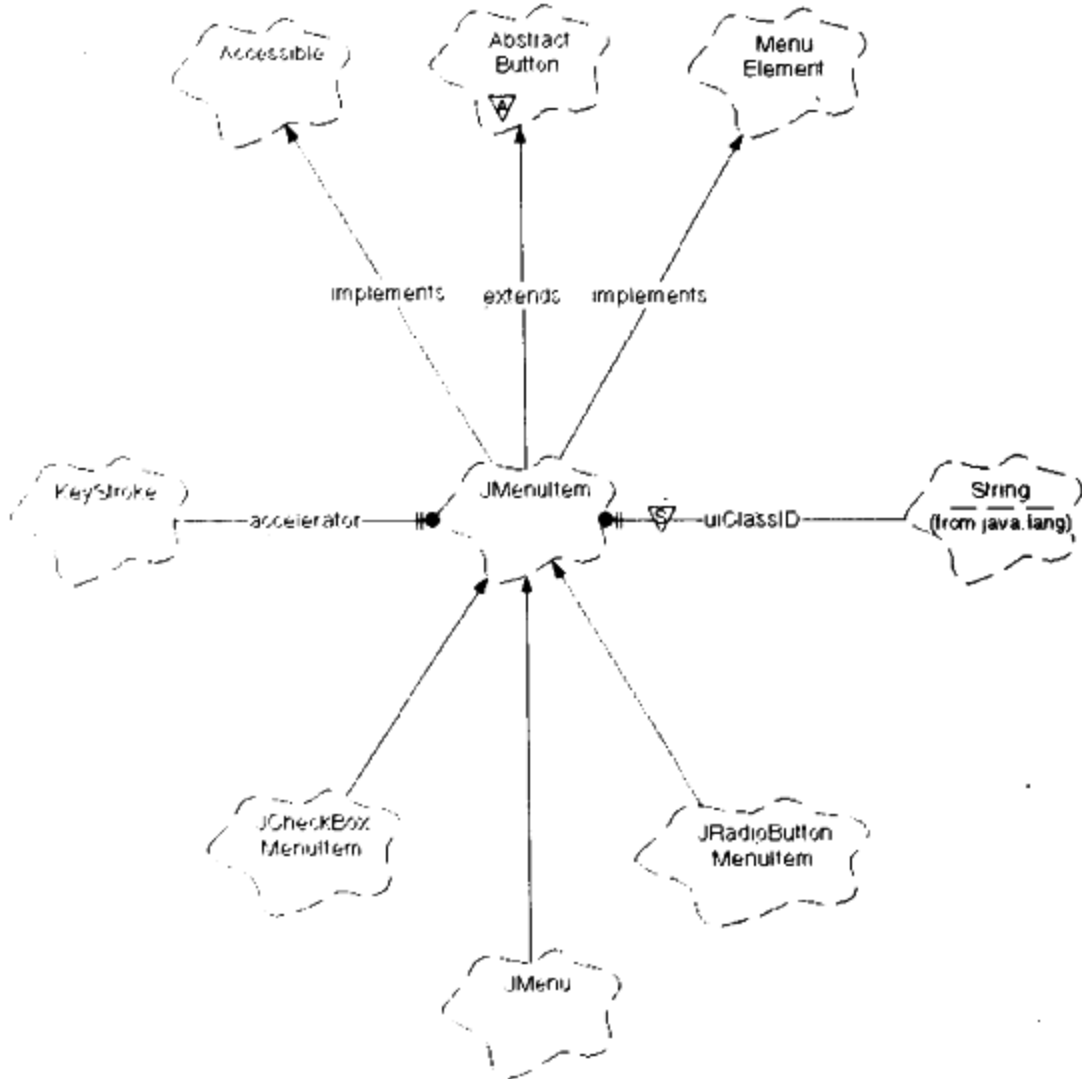 Accessible
Abstract
Button
A
Menu
Element
implements
extends
implements
KeyStroke
accelerator
JMenuItem
S
uiClassID
String
(from java.lang)
JCheckBox
MenuItem
JRadioButton
MenuItem
JMenu